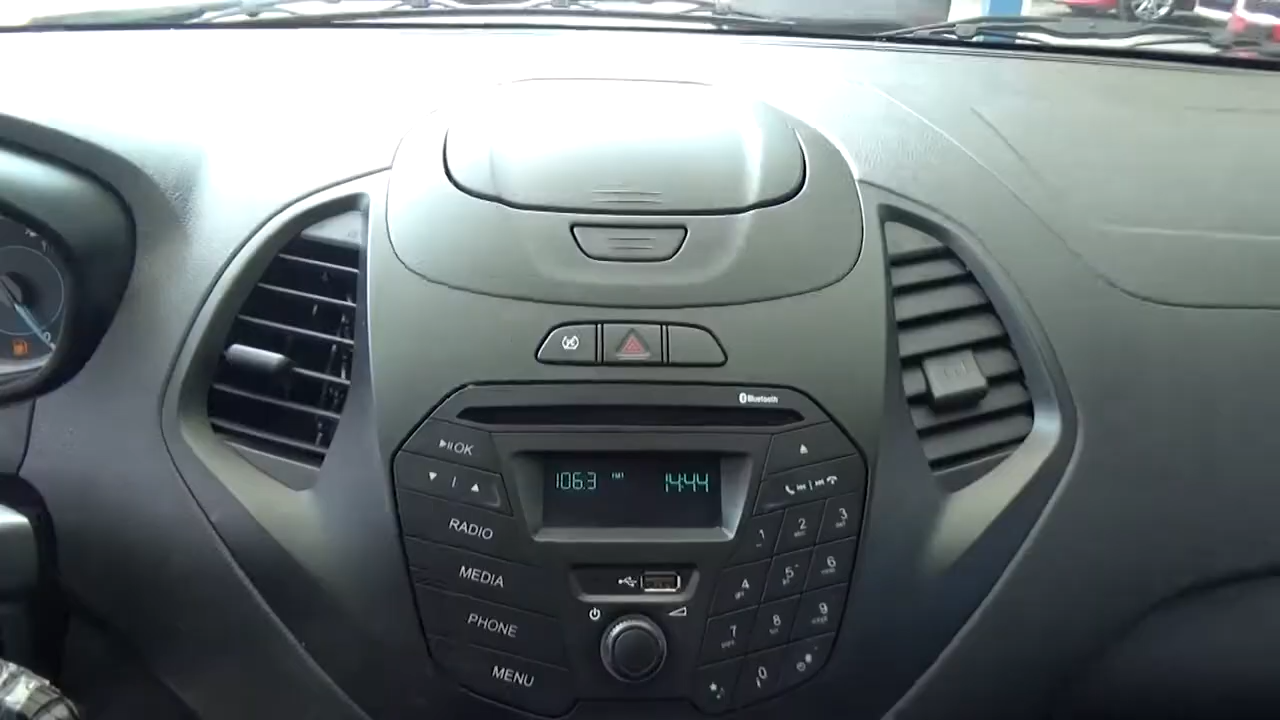 Bluetooth
OK
106.3 FM1 14:44
RADIO
MEDIA
PHONE
MENU
1 2 3
4 5 6
7 8 9
* 0